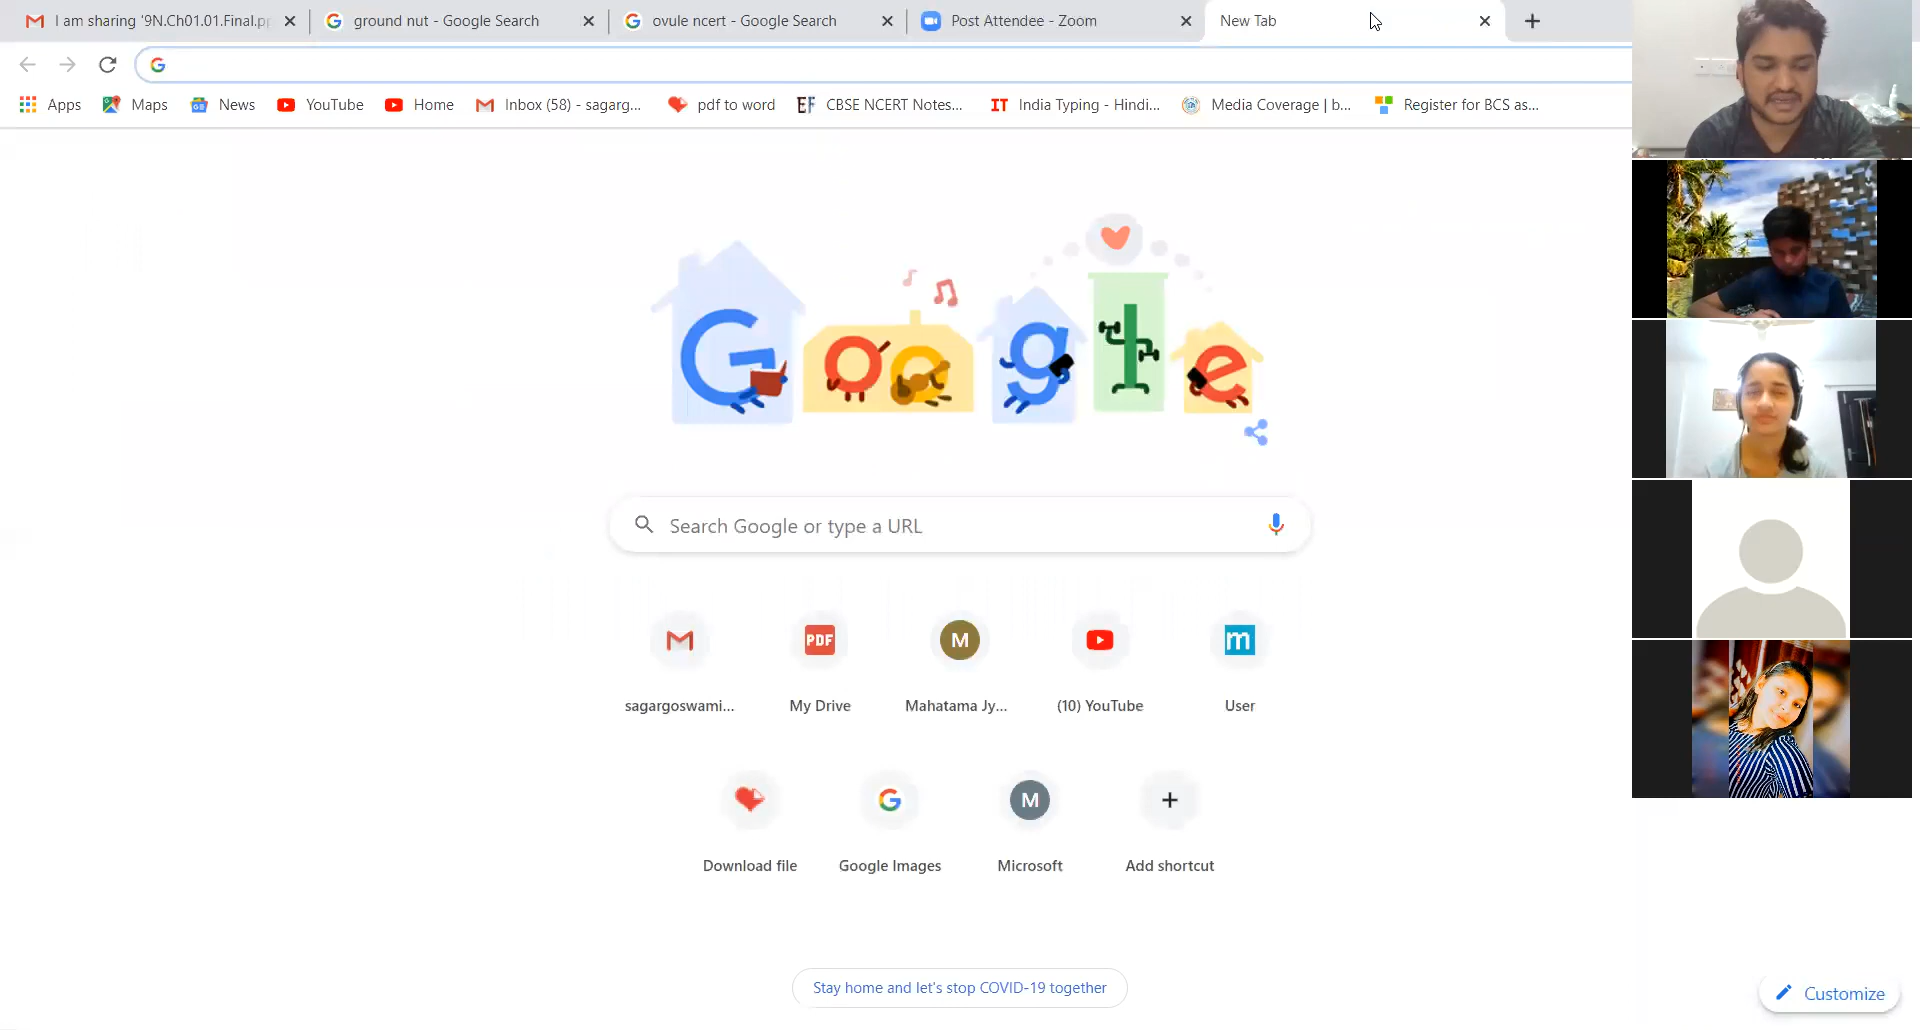 I am sharing '9N.Ch01.01.Final.pp
ground nut - Google Search
ovule ncert - Google Search
Post Attendee - Zoom
New Tab
Apps
Maps
News
YouTube
Home
Inbox (58) - sagarg...
pdf to word
CBSE NCERT Notes...
India Typing - Hindi...
Media Coverage | b...
Register for BCS as...
Google
Search Google or type a URL
sagargoswami...
My Drive
Mahatama Jy...
(10) YouTube
User
Download file
Google Images
Microsoft
Add shortcut
Stay home and let's stop COVID-19 together
Customize